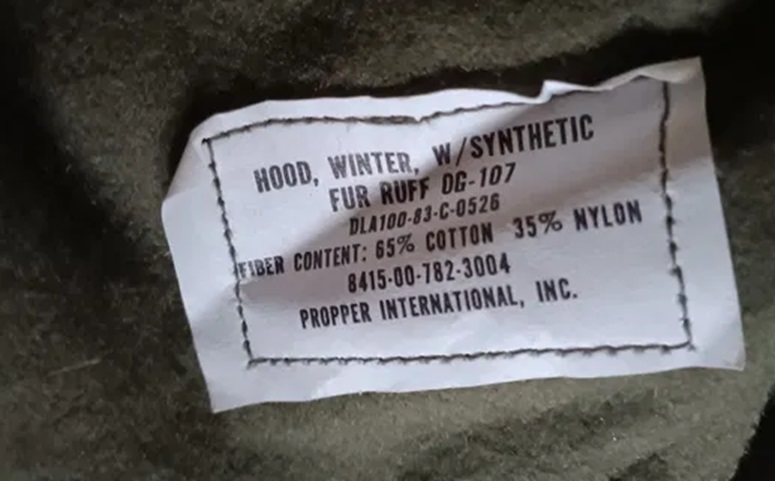 HOOD, WINTER, W/SYNTHETIC
FUR RUFF OG-107
DLA100-83-C-0526
FIBER CONTENT: 65% COTTON 35% NYLON
8415-00-782-3004
PROPPER INTERNATIONAL, INC.